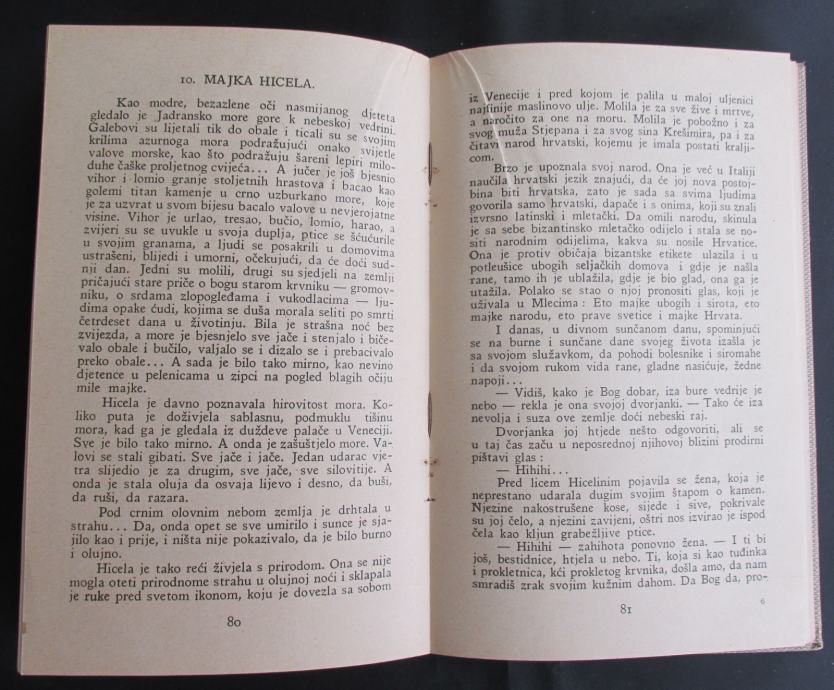 10. MAJKA HICELA.
Kao modre, bezazlene oči nasmijanog djeteta
gledalo je Jadransko more gore k nebeskoj vedrini.
Galebovi su lijetali tik do obale i ticali su se svojim
krilima azurnoga mora podražujući onako svijetle
valove morske, kao što podražuju šareni lepiri milo-
duhe čaške proljetnog cvijeća... A jučer je još bjesnio
vihor i lomio granje stoljetnih hrastova i bacao kao
golemi titan kamenje u crno uzburkano more, koje
je za uzvrat u svom bijesu bacalo valove u nevjerojatne
visine. Vihor je urlao, tresao, bučio, lomio, harao, a
zvijeri su se uvukle u svoja duplja, ptice se šćućurile
u svojim granama, a ljudi se posakrili u domovima
ustrašeni, blijedi i umorni, očekujući, da će doći sud-
nji dan. Jedni su molili, drugi su sjedjeli na zemlji
pričajući stare priče o bogu starom krvniku — gromov-
niku, o srdama zlopogleđama i vukodlacima — lju-
dima opake ćudi, kojima se duša morala seliti po smrti
četrdeset dana u životinju. Bila je strašna noć bez
zvijezda, a more je bjesnjelo sve jače i stenjalo i biče-
valo obale i bučilo, valjalo se i dizalo se i prebacivalo
preko obale... A sada je bilo tako mirno, kao nevino
djetence u pelenicama u zipci na pogled blagih očiju
mile majke.
Hicela je davno poznavala hirovitost mora. Ko-
liko puta je doživjela sablasnu, podmuklu tišinu
mora, kad ga je gledala iz duždeve palače u Veneciji.
Sve je bilo tako mirno. A onda je zašuštjelo more. Va-
lovi se stali gibati. Sve jače i jače. Jedan udarac vje-
tra slijedio je za drugim, sve jače, sve silovitije. A
onda je stala oluja da osvaja lijevo i desno, da buši,
da ruši, da razara.
Pod crnim olovnim nebom zemlja je drhtala u
strahu... Da, onda opet se sve umirilo i sunce je sja-
jilo kao i prije, i ništa nije pokazivalo, da je bilo burno
i olujno.
Hicela je tako reći živjela s prirodom. Ona se nije
mogla oteti prirodnome strahu u olujnoj noći i sklapala
je ruke pred svetom ikonom, koju je dovezla sa sobom
80
iz Venecije i pred kojom je palila u maloj uljenici
najfinije maslinovo ulje. Molila je za sve žive i mrtve,
a naročito za one na moru. Molila je pobožno i za
svog muža Stjepana i za svog sina Krešimira, pa i za
čitavi narod hrvatski, kojemu je imala postati kralji-
com.
Brzo je upoznala svoj narod. Ona je već u Italiji
naučila hrvatski jezik znajući, da će joj nova postoj-
bina biti hrvatska, zato je sada sa svima ljudima
govorila samo hrvatski, dapače i s onima, koji su znali
izvrsno latinski i mletački. Da omili narodu, skinula
je sa sebe bizantinsko mletačko odijelo i stala se no-
siti narodnim odijelima, kakva su nosile Hrvatice.
Ona je protiv običaja bizantske etikete ulazila i u
potleušice ubogih seljačkih domova i gdje je našla
rane, tamo ih je ublažila, gdje je bio glad, ona ga je
utažila. Polako se stao o njoj pronositi glas, koji je
uživala u Mlecima : Eto majke ubogih i sirota, eto
majke narodu, eto prave svetice i majke Hrvata.
I danas, u divnom sunčanom danu, spominjući
se na burne i sunčane dane svojeg života izašla je
sa svojom služavkom, da pohodi bolesnike i siromahe
i da svojom rukom vida rane, gladne nasićuje, žedne
napoji...
— Vidiš, kako je Bog dobar, iza bure vedrije je
nebo — rekla je ona svojoj dvorjanki. — Tako će iza
nevolja i suza ove zemlje doći nebeski raj.
Dvorjanka joj htjede nešto odgovoriti, ali se
u taj čas začu u neposrednoj njihovoj blizini prodirni
pištavi glas :
— Hihihi...
Pred licem Hicelinim pojavila se žena, koja je
neprestano udarala dugim svojim štapom o kamen.
Njezine nakostrušene kose, sijede i sive, pokrivale
su joj čelo, a njezini zavijeni, oštri nos izvirao je ispod
čela kao kljun grabežljive ptice.
— Hihihi — zahihota ponovno žena. — I ti bi
još, bestidnice, htjela u nebo. Ti, koja si kao tuđinka
i prokletnica, kći prokletog krvnika, došla amo, da nam
prosmradiš zrak svojim kužnim dahom. Da Bog da, pro-
81
6